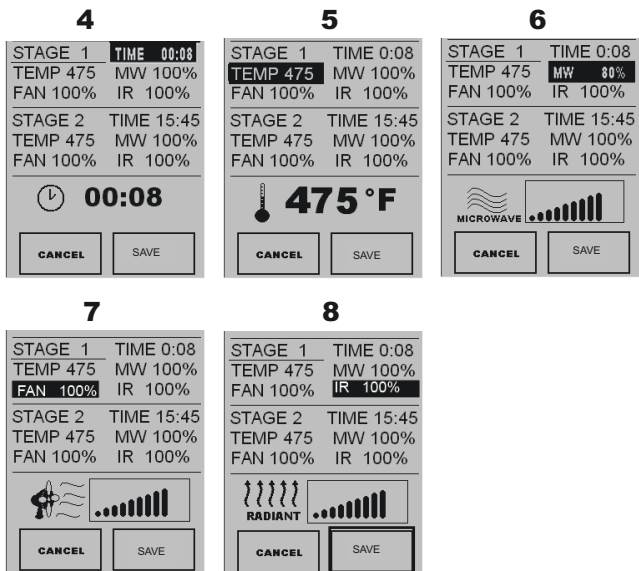 4
STAGE 1 TIME 00:08
TEMP 475 MW 100%
FAN 100% IR 100%
STAGE 2 TIME 15:45
TEMP 475 MW 100%
FAN 100% IR 100%
00:08
CANCEL SAVE
5
STAGE 1 TIME 0:08
TEMP 475 MW 100%
FAN 100% IR 100%
STAGE 2 TIME 15:45
TEMP 475 MW 100%
FAN 100% IR 100%
475°F
CANCEL SAVE
6
STAGE 1 TIME 0:08
TEMP 475 MW 80%
FAN 100% IR 100%
STAGE 2 TIME 15:45
TEMP 475 MW 100%
FAN 100% IR 100%
MICROWAVE
CANCEL SAVE
7
STAGE 1 TIME 0:08
TEMP 475 MW 100%
FAN 100% IR 100%
STAGE 2 TIME 15:45
TEMP 475 MW 100%
FAN 100% IR 100%
CANCEL SAVE
8
STAGE 1 TIME 0:08
TEMP 475 MW 100%
FAN 100% IR 100%
STAGE 2 TIME 15:45
TEMP 475 MW 100%
FAN 100% IR 100%
RADIANT
CANCEL SAVE